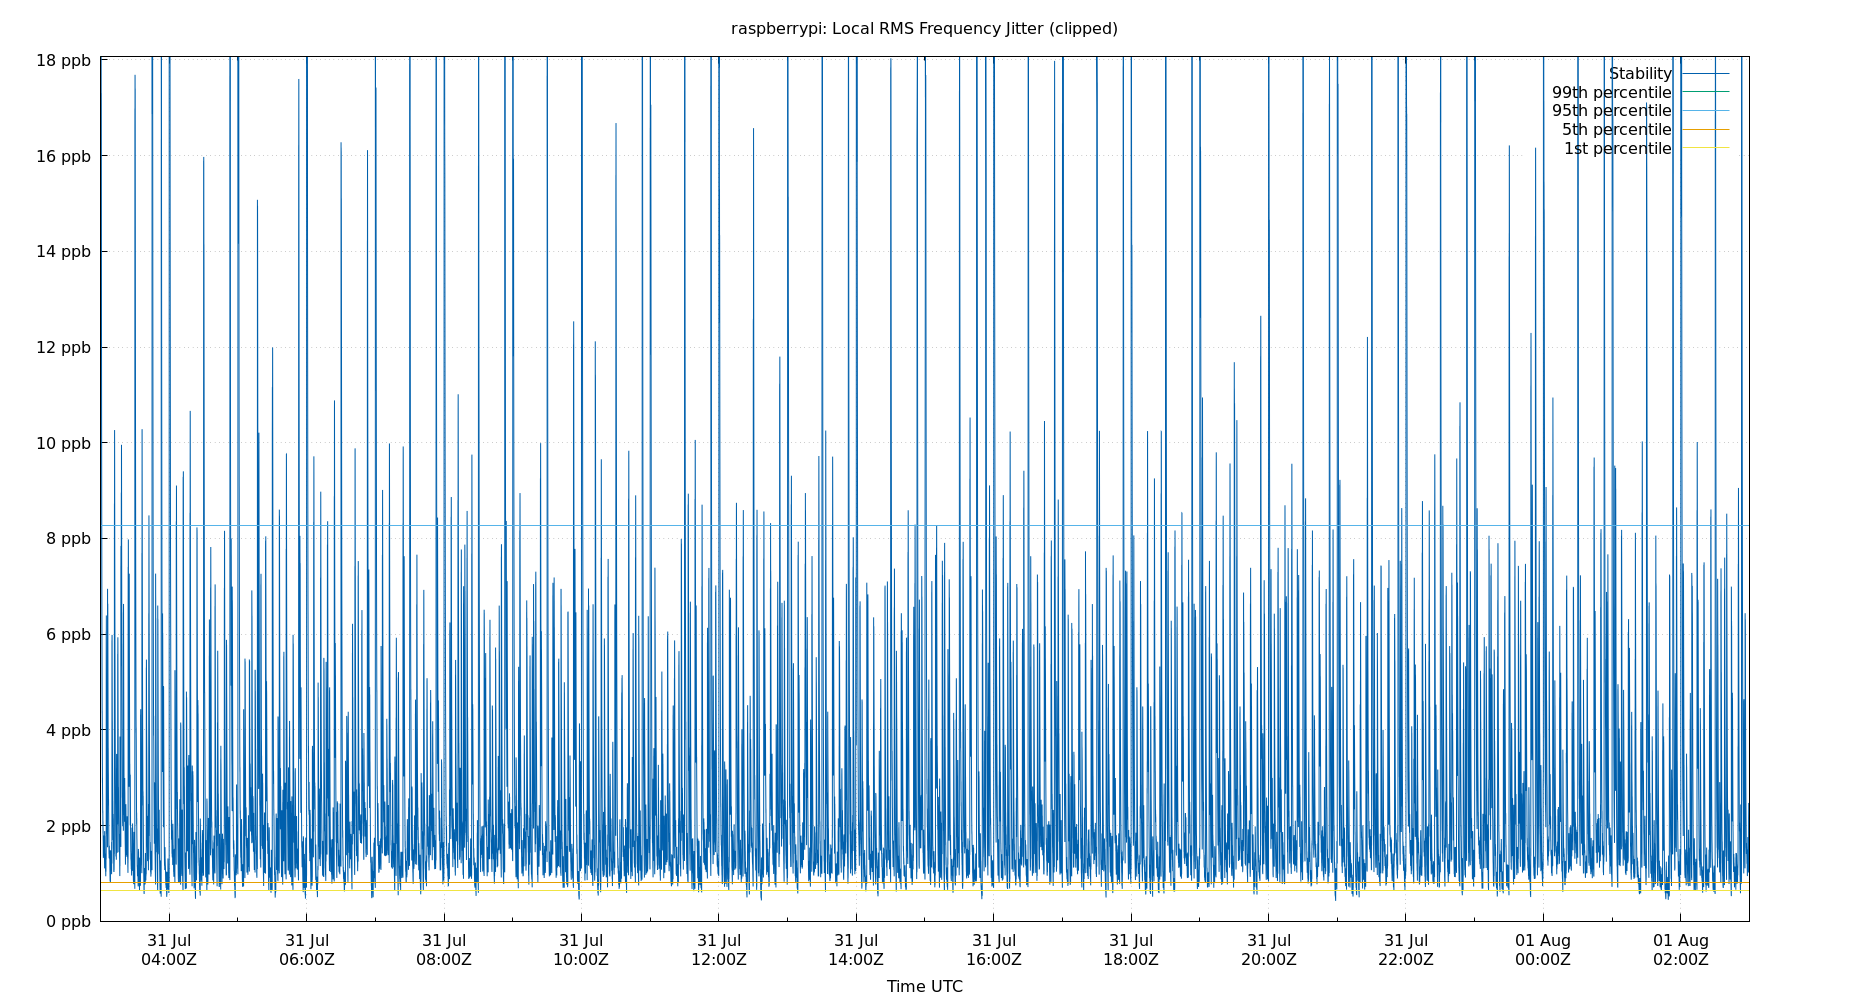 raspberrypi: Local RMS Frequency Jitter (clipped)
18 ppb
16 ppb
14 ppb
12 ppb
10 ppb
8 ppb
6 ppb
4 ppb
2 ppb
0 ppb
Stability
99th percentile
95th percentile
5th percentile
1st percentile
31 Jul 31 Jul 31 Jul 31 Jul 31 Jul 31 Jul 31 Jul 31 Jul 31 Jul 31 Jul 01 Aug 01 Aug
04:00Z 06:00Z 08:00Z 10:00Z 12:00Z 14:00Z 16:00Z 18:00Z 20:00Z 22:00Z 00:00Z 02:00Z
Time UTC